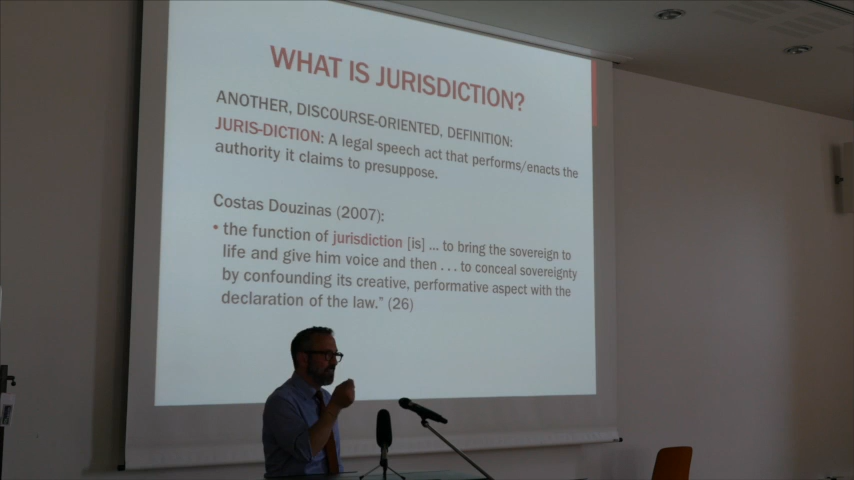 WHAT IS JURISDICTION?
ANOTHER, DISCOURSE-ORIENTED, DEFINITION:
JURIS-DICTION: A legal speech act that performs/enacts the
authority it claims to presuppose.
Costas Douzinas (2007):
• the function of jurisdiction [is] ... to bring the sovereign to
life and give him voice and then . . . to conceal sovereignty
by confounding its creative, performative aspect with the
declaration of the law.” (26)